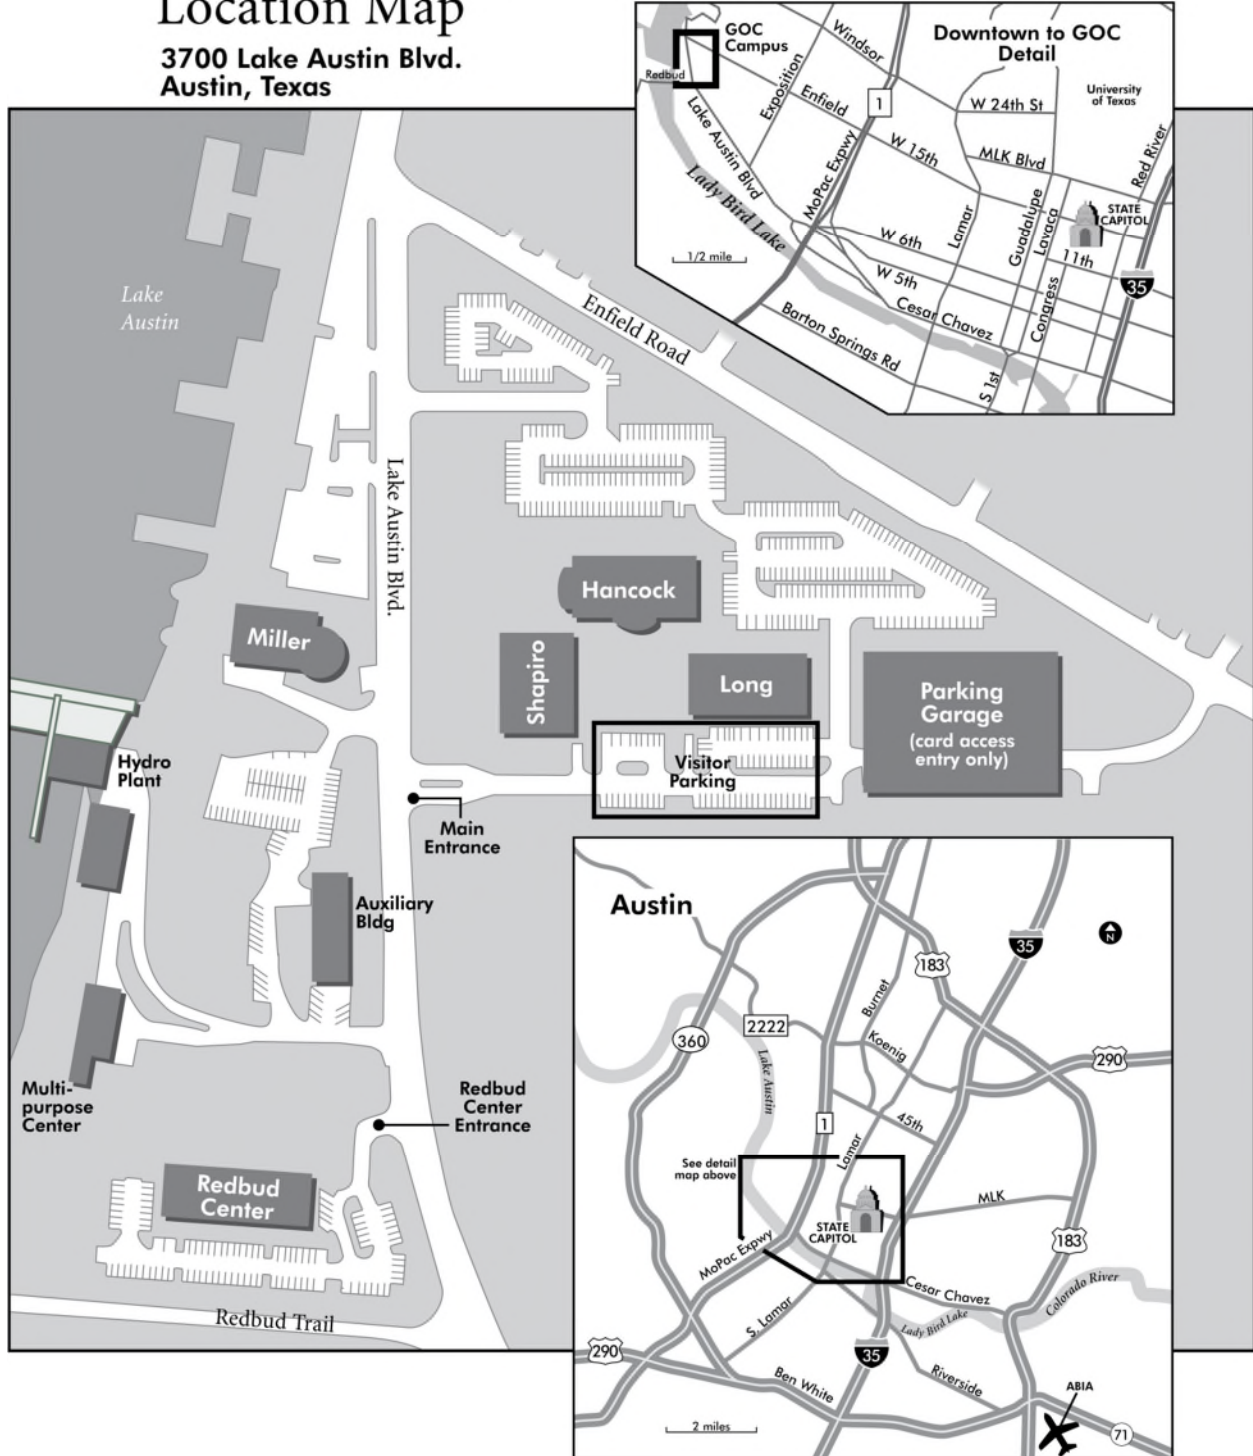 Location Map
3700 Lake Austin Blvd.
Austin, Texas
GOC
Campus
Downtown to GOC
Detail
Redbud
Windsor
Exposition
Enfield
1
W 24th St
University
of Texas
Lake Austin Blvd
MoPac Expwy
W 15th
MLK Blvd
Red River
Lady Bird Lake
Lamar
Guadalupe
Lavaca
STATE
CAPITOL
1/2 mile
W 6th
11th
W 5th
35
Cesar Chavez
Congress
Barton Springs Rd
S 1st
Lake
Austin
Enfield Road
Lake Austin Blvd.
Hancock
Miller
Shapiro
Long
Parking
Garage
(card access
entry only)
Visitor
Parking
Hydro
Plant
Main
Entrance
Auxiliary
Bldg
Multi-
purpose
Center
Redbud
Center
Entrance
Redbud
Center
Redbud Trail
Austin
N
35
183
Burnet
2222
360
Koenig
290
Lake Austin
1
45th
Lamar
See detail
map above
MLK
STATE
CAPITOL
183
MoPac Expwy
Cesar Chavez
Colorado River
S. Lamar
Lady Bird Lake
290
35
Ben White
Riverside
ABIA
2 miles
71